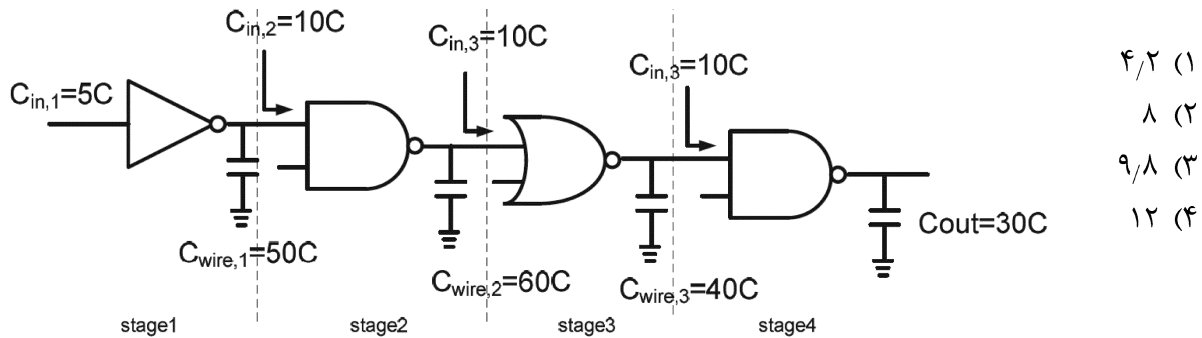 C_in,1=5C
C_in,2=10C
C_in,3=10C
C_in,3=10C
C_wire,1=50C
C_wire,2=60C
C_wire,3=40C
Cout=30C
stage1
stage2
stage3
stage4
۱) ۴٫۲
۲) ۸
۳) ۹٫۸
۴) ۱۲